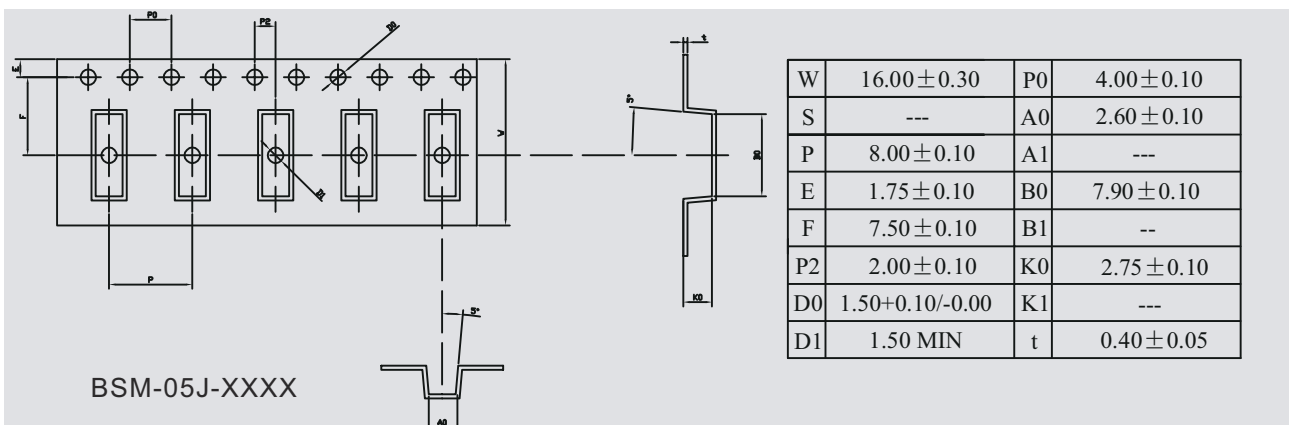 P0
P2
D0
t
E
F
W
5°
B0
D1
P
K0
5°
A0
BSM-05J-XXXX
W 16.00±0.30 P0 4.00±0.10
S --- A0 2.60±0.10
P 8.00±0.10 A1 ---
E 1.75±0.10 B0 7.90±0.10
F 7.50±0.10 B1 --
P2 2.00±0.10 K0 2.75±0.10
D0 1.50+0.10/-0.00 K1 ---
D1 1.50 MIN t 0.40±0.05